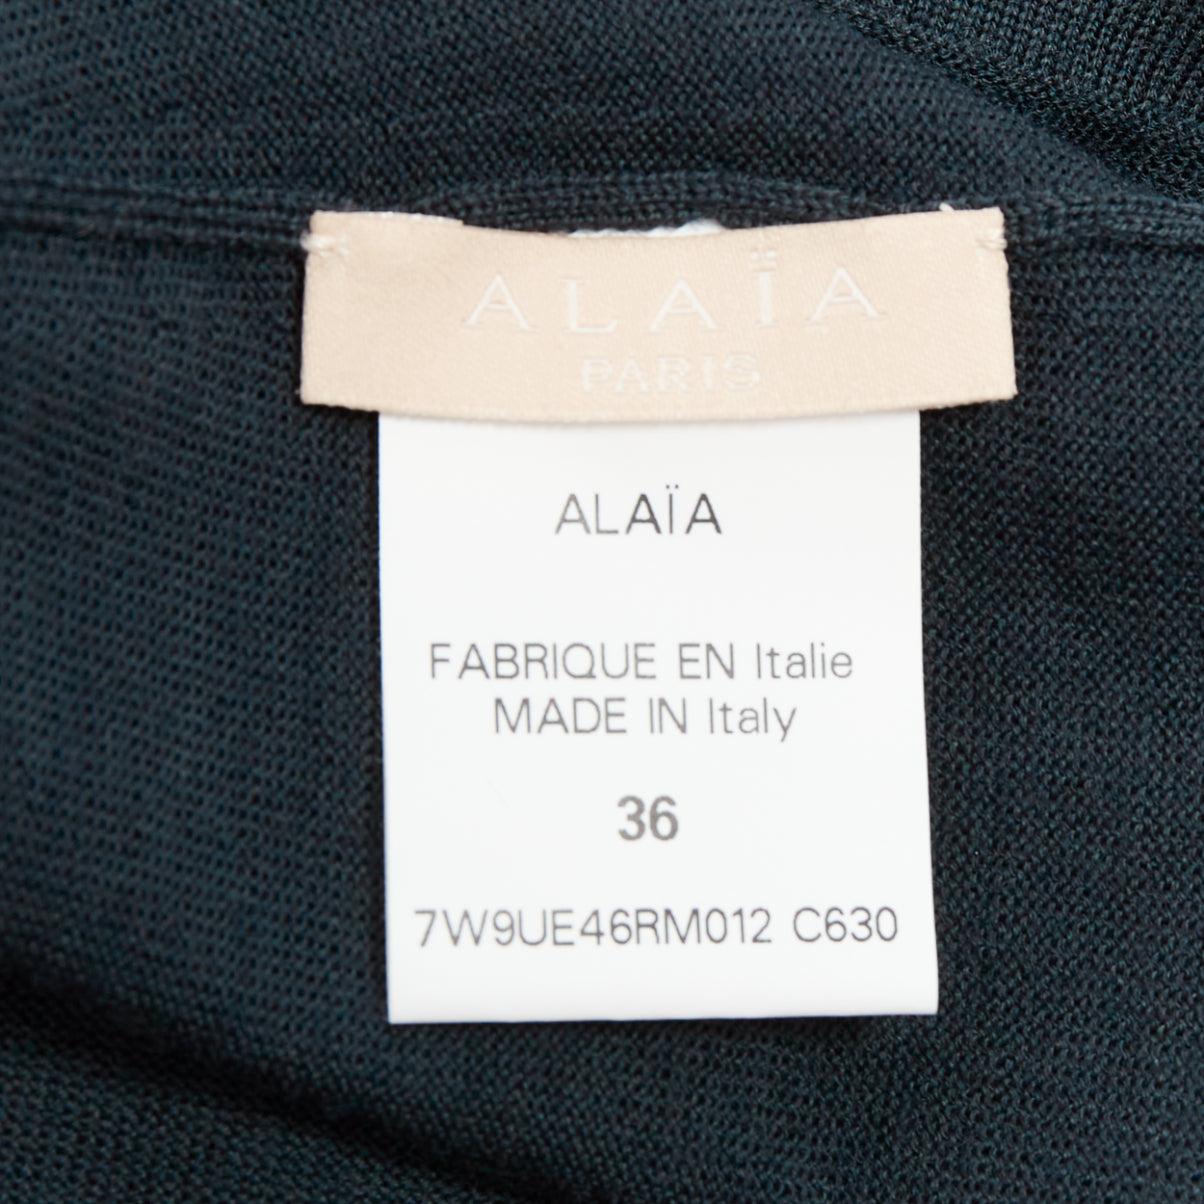 ALAÏA
PARIS
ALAÏA
FABRIQUE EN Italie
MADE IN Italy
36
7W9UE46RM012 C630